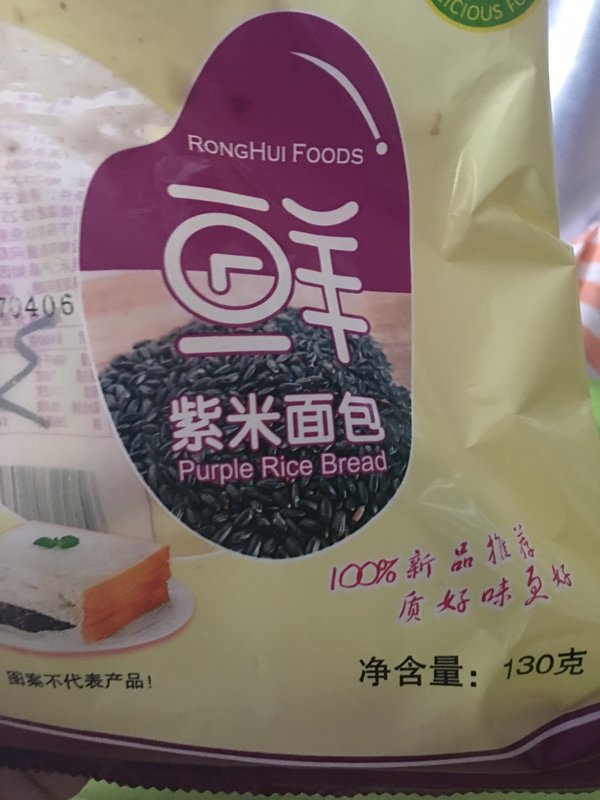 RONGHUI FOODS
鲜
紫米面包
Purple Rice Bread
70406
100%新品推荐
质好味更好
净含量：130克
图案不代表产品！